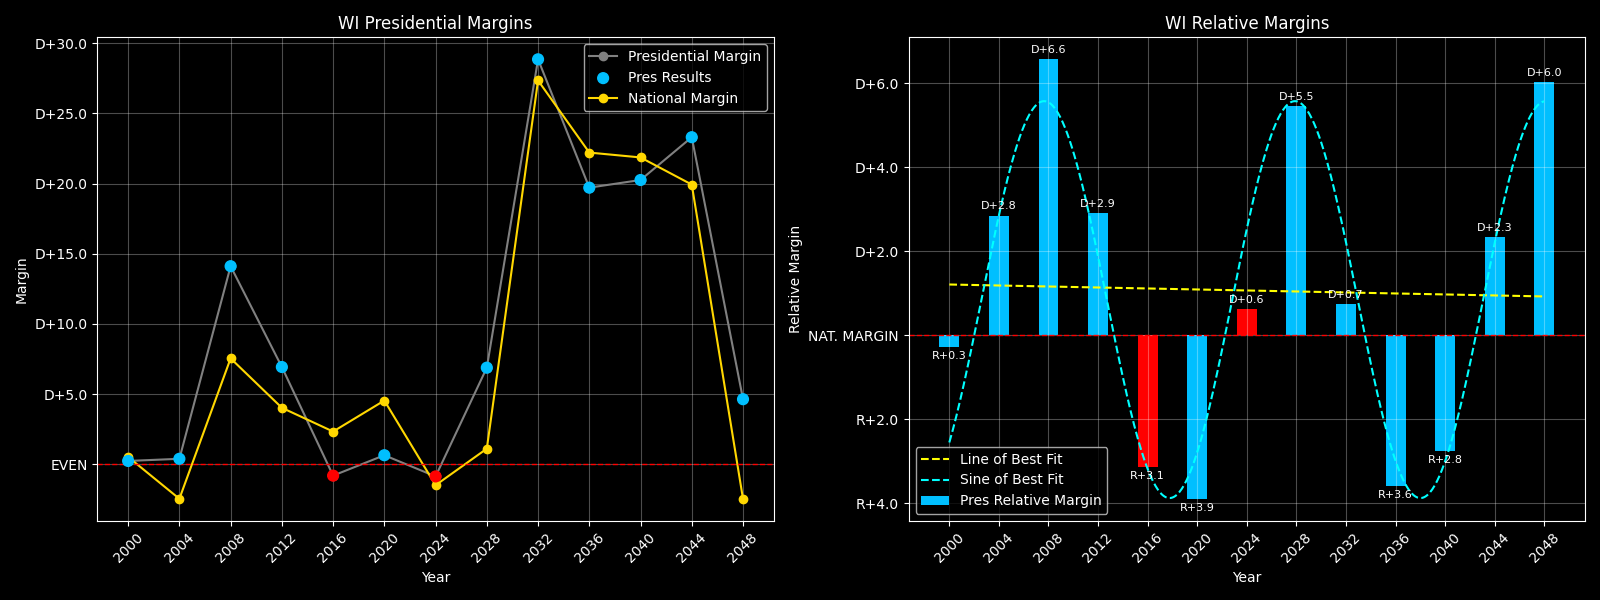 WI Presidential Margins
D+30.0
D+25.0
D+20.0
D+15.0
D+10.0
D+5.0
EVEN
Margin
Presidential Margin
Pres Results
National Margin
2000
2004
2008
2012
2016
2020
2024
2028
2032
2036
2040
2044
2048
Year
WI Relative Margins
D+6.0
D+4.0
D+2.0
NAT. MARGIN
R+2.0
R+4.0
Relative Margin
R+0.3
D+2.8
D+6.6
D+2.9
R+3.1
R+3.9
D+0.6
D+5.5
D+0.7
R+3.6
R+2.8
D+2.3
D+6.0
Line of Best Fit
Sine of Best Fit
Pres Relative Margin
2000
2004
2008
2012
2016
2020
2024
2028
2032
2036
2040
2044
2048
Year